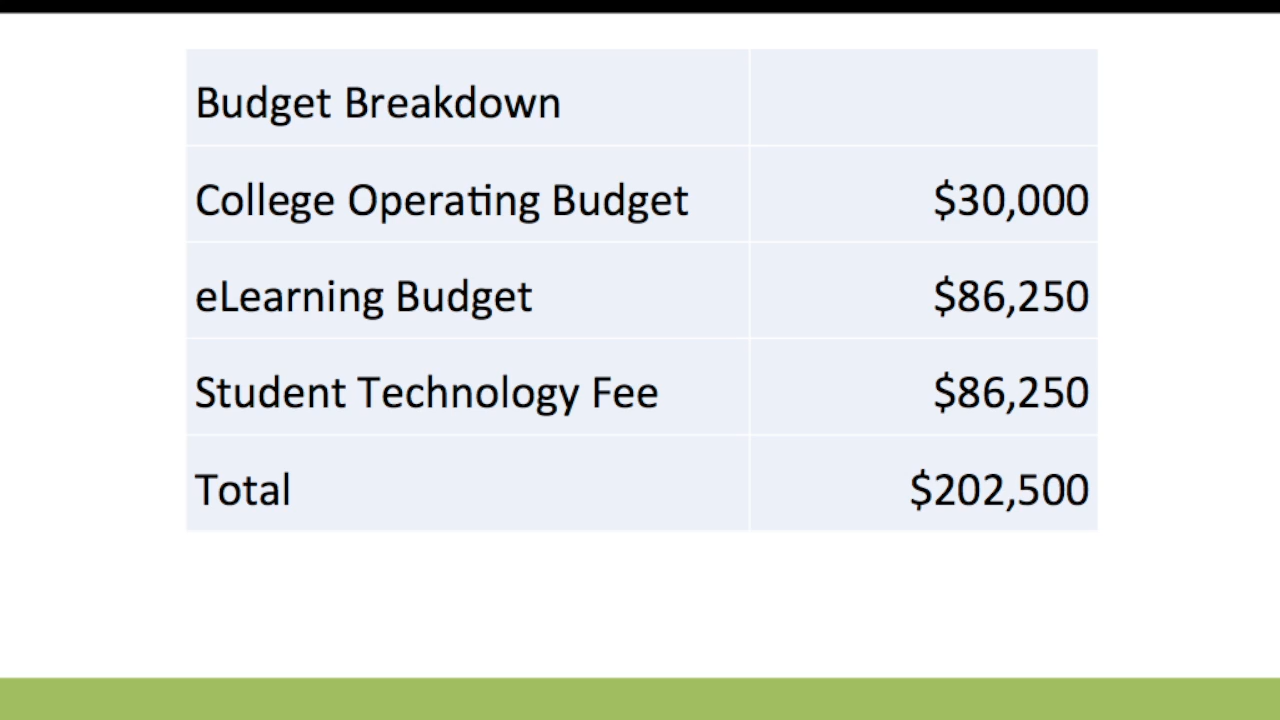 Budget Breakdown
College Operating Budget $30,000
eLearning Budget $86,250
Student Technology Fee $86,250
Total $202,500